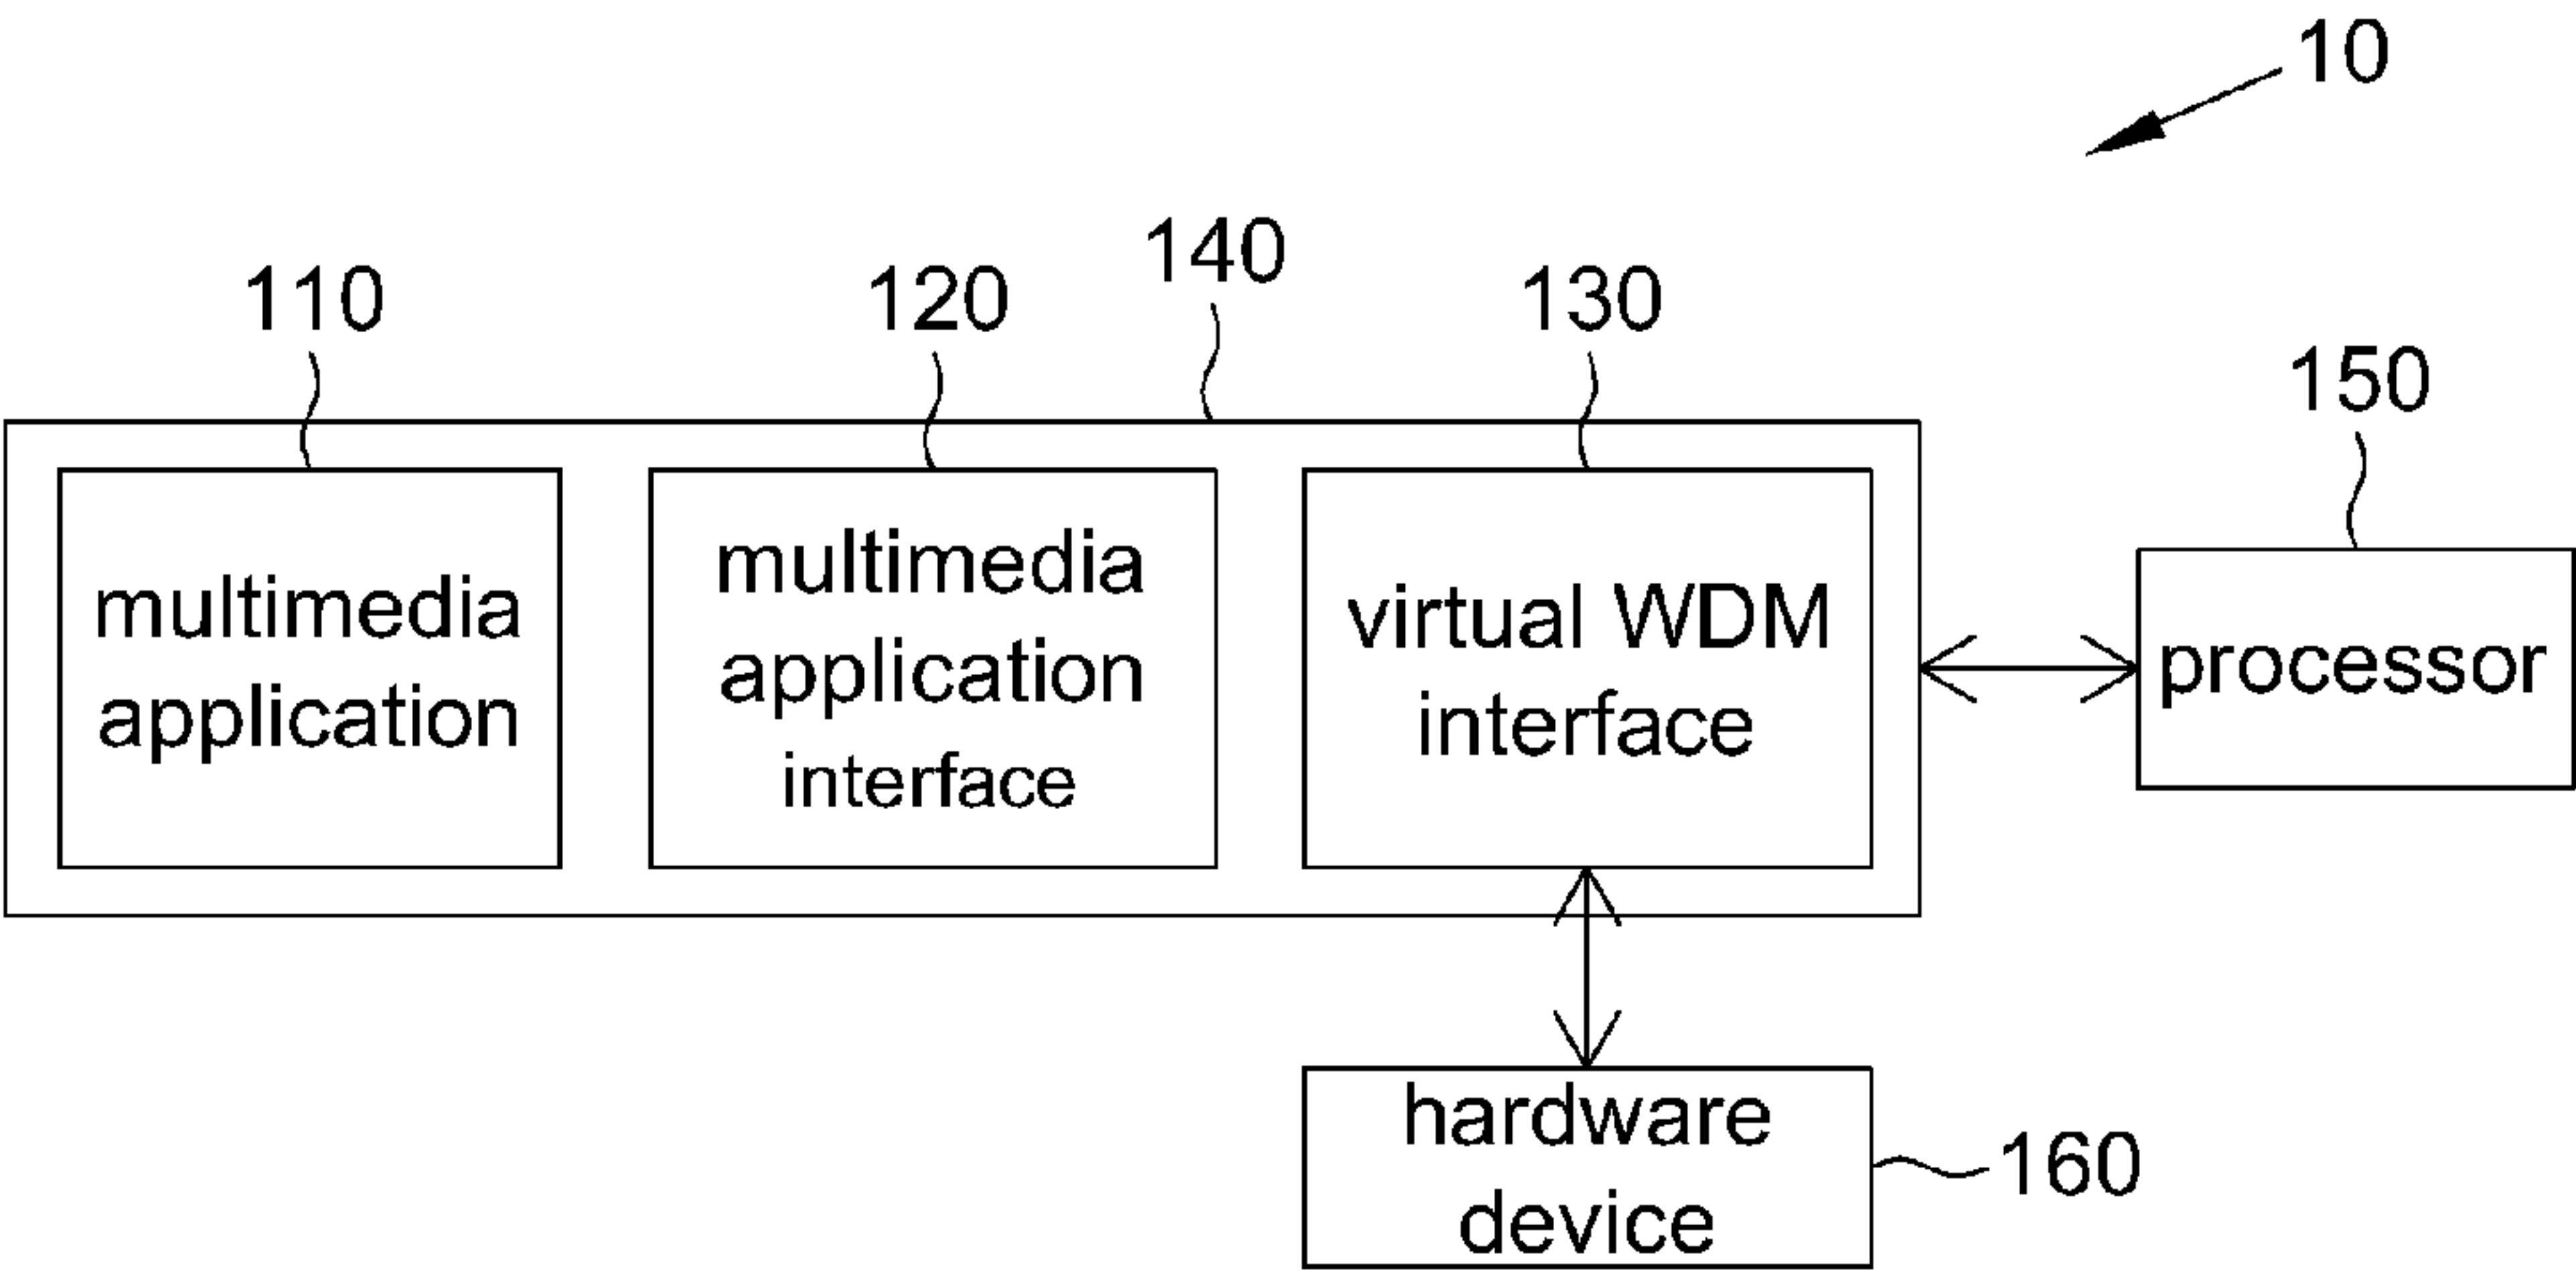 10
140
110
120
130
150
multimedia
application
multimedia
application
interface
virtual WDM
interface
processor
hardware
device
160